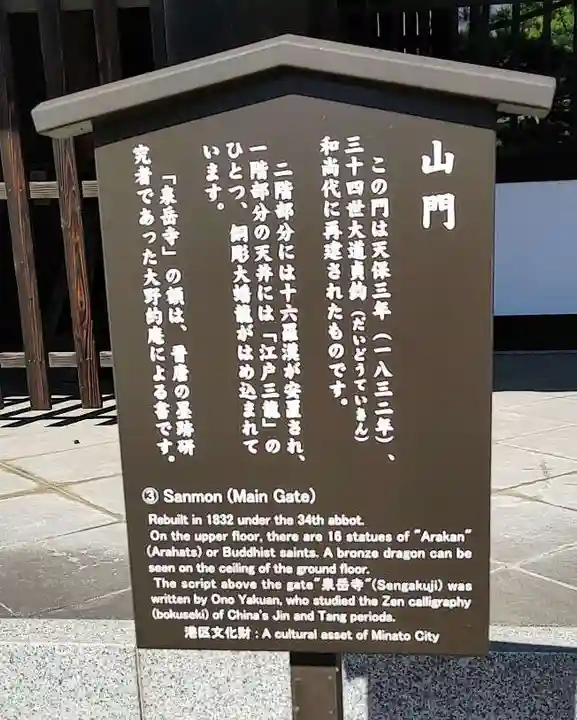 山門
この門は天保三年（一八三二年）、
三十四世大道貞鈞（だいどうていきん）
和尚代に再建されたものです。
二階部分には十六羅漢が安置され、
一階部分の天井には「江戸三龍」の
ひとつ、銅彫大蟠龍がはめ込まれて
います。
「泉岳寺」の額は、晋唐の墨跡研
究者であった大野約庵による書です。
③ Sanmon (Main Gate)
Rebuilt in 1832 under the 34th abbot.
On the upper floor, there are 16 statues of "Arakan"
(Arahats) or Buddhist saints. A bronze dragon can be
seen on the ceiling of the ground floor.
The script above the gate"泉岳寺"(Sengakuji) was
written by Ono Yakuan, who studied the Zen calligraphy
(bokuseki) of China's Jin and Tang periods.
港区文化財 : A cultural asset of Minato City